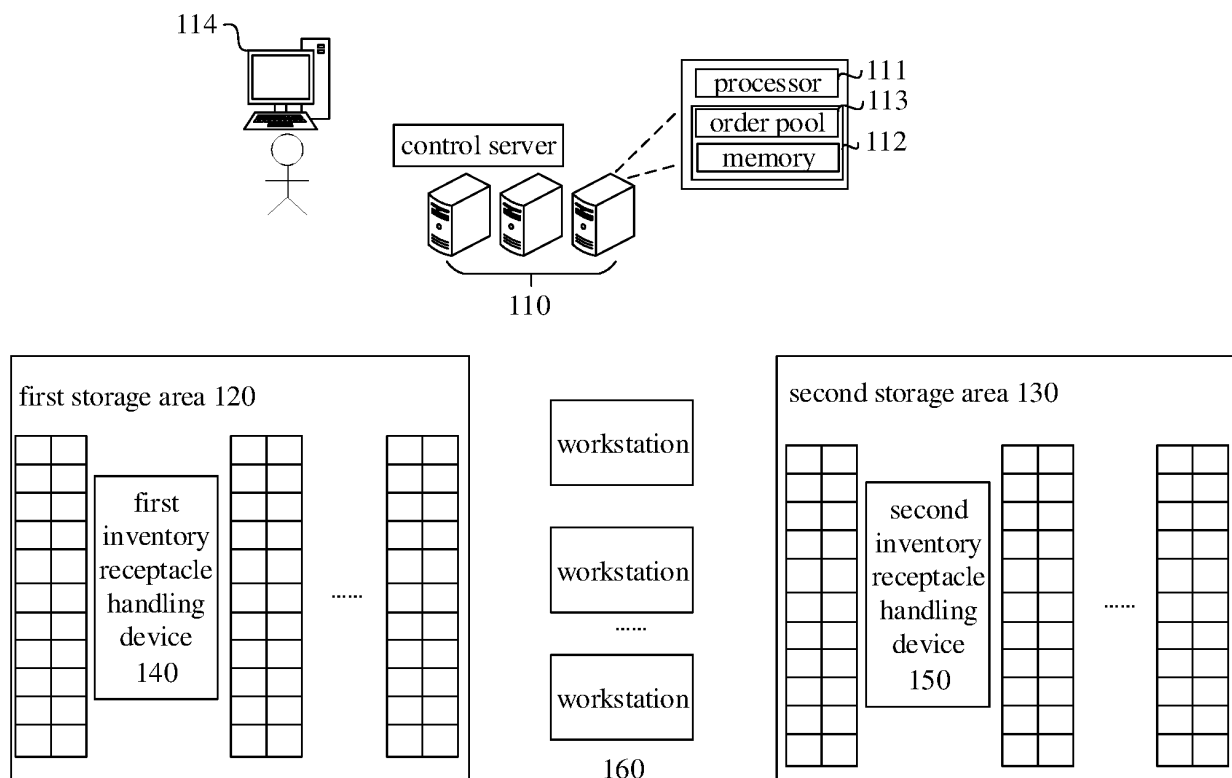 114
processor
111
113
order pool
control server
memory
112
110
first storage area 120
second storage area 130
workstation
first
inventory
receptacle
handling
device
140
......
workstation
......
workstation
160
second
inventory
receptacle
handling
device
150
......